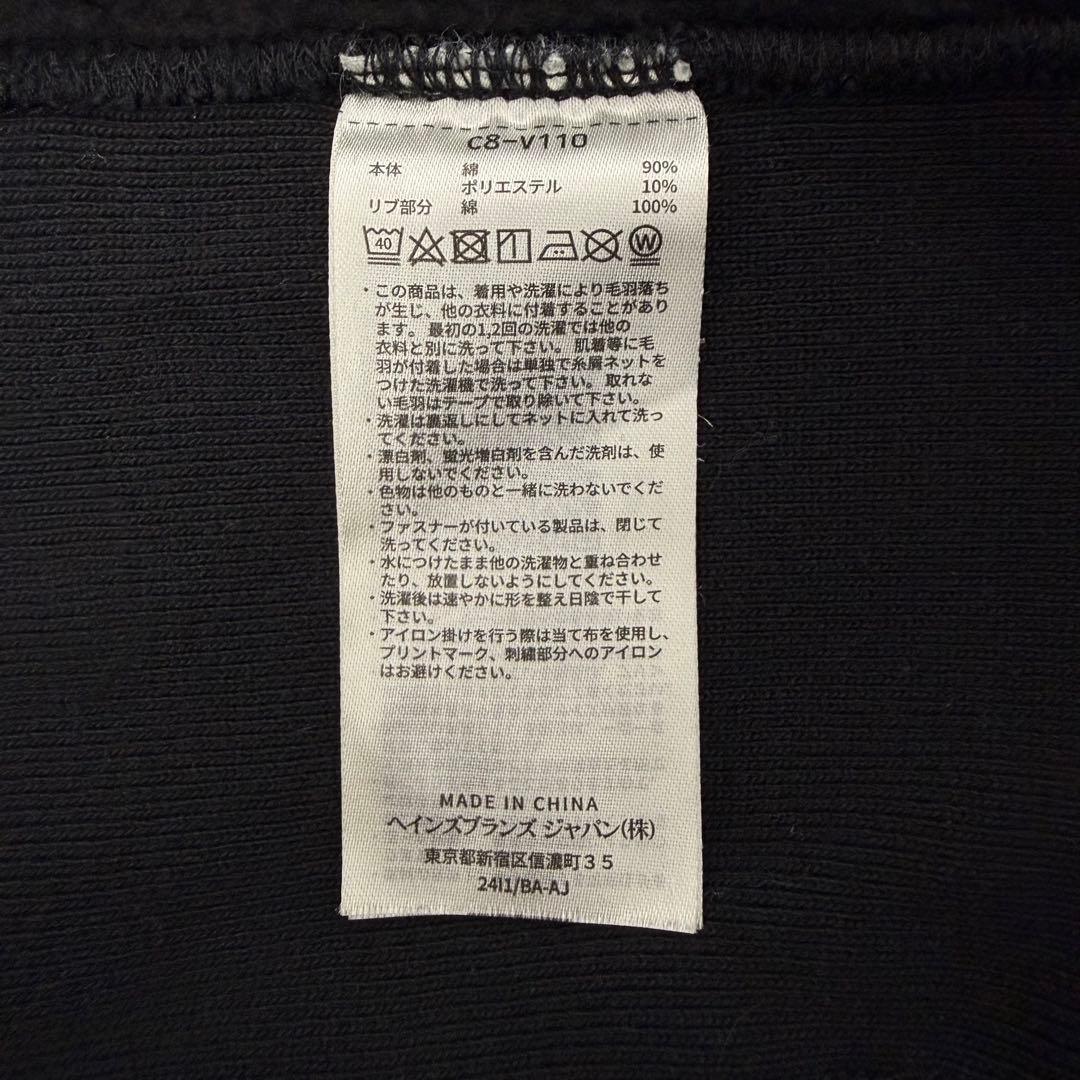 C8-V110
本体 綿 90%
ポリエステル 10%
リブ部分 綿 100%
40 W
・この商品は、着用や洗濯により毛羽落ち
が生じ、他の衣料に付着することがあり
ます。最初の1,2回の洗濯では他の
衣料と別に洗って下さい。肌着等に毛
羽が付着した場合は単独で糸屑ネットを
つけた洗濯機で洗って下さい。取れな
い毛羽はテープで取り除いて下さい。
・洗濯は裏返しにしてネットに入れて洗っ
てください。
・漂白剤、蛍光増白剤を含んだ洗剤は、使
用しないでください。
・色物は他のものと一緒に洗わないでくだ
さい。
・ファスナーが付いている製品は、閉じて
洗ってください。
・水につけたまま他の洗濯物と重ね合わせ
たり、放置しないようにしてください。
・洗濯後は速やかに形を整え日陰で干して
下さい。
・アイロン掛けを行う際は当て布を使用し、
プリントマーク、刺繍部分へのアイロン
はお避けください。
MADE IN CHINA
ヘインズブランズ ジャパン(株)
東京都新宿区信濃町35
24I1/BA-AJ